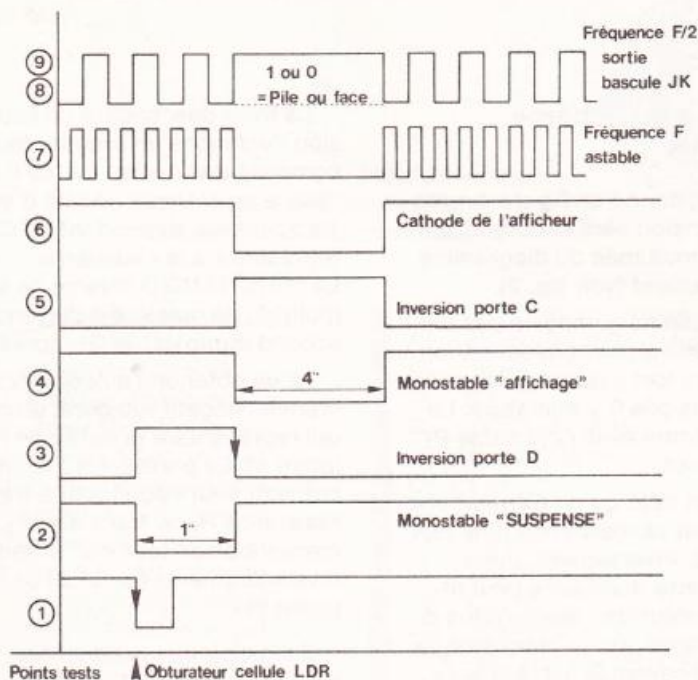 Fréquence F/2
sortie
bascule JK
9
8
1 ou 0
= Pile ou face
7
Fréquence F
astable
6
Cathode de l'afficheur
5
Inversion porte C
4
4"
Monostable "affichage"
3
Inversion porte D
2
1"
Monostable "SUSPENSE"
1
Points tests
Obturateur cellule LDR